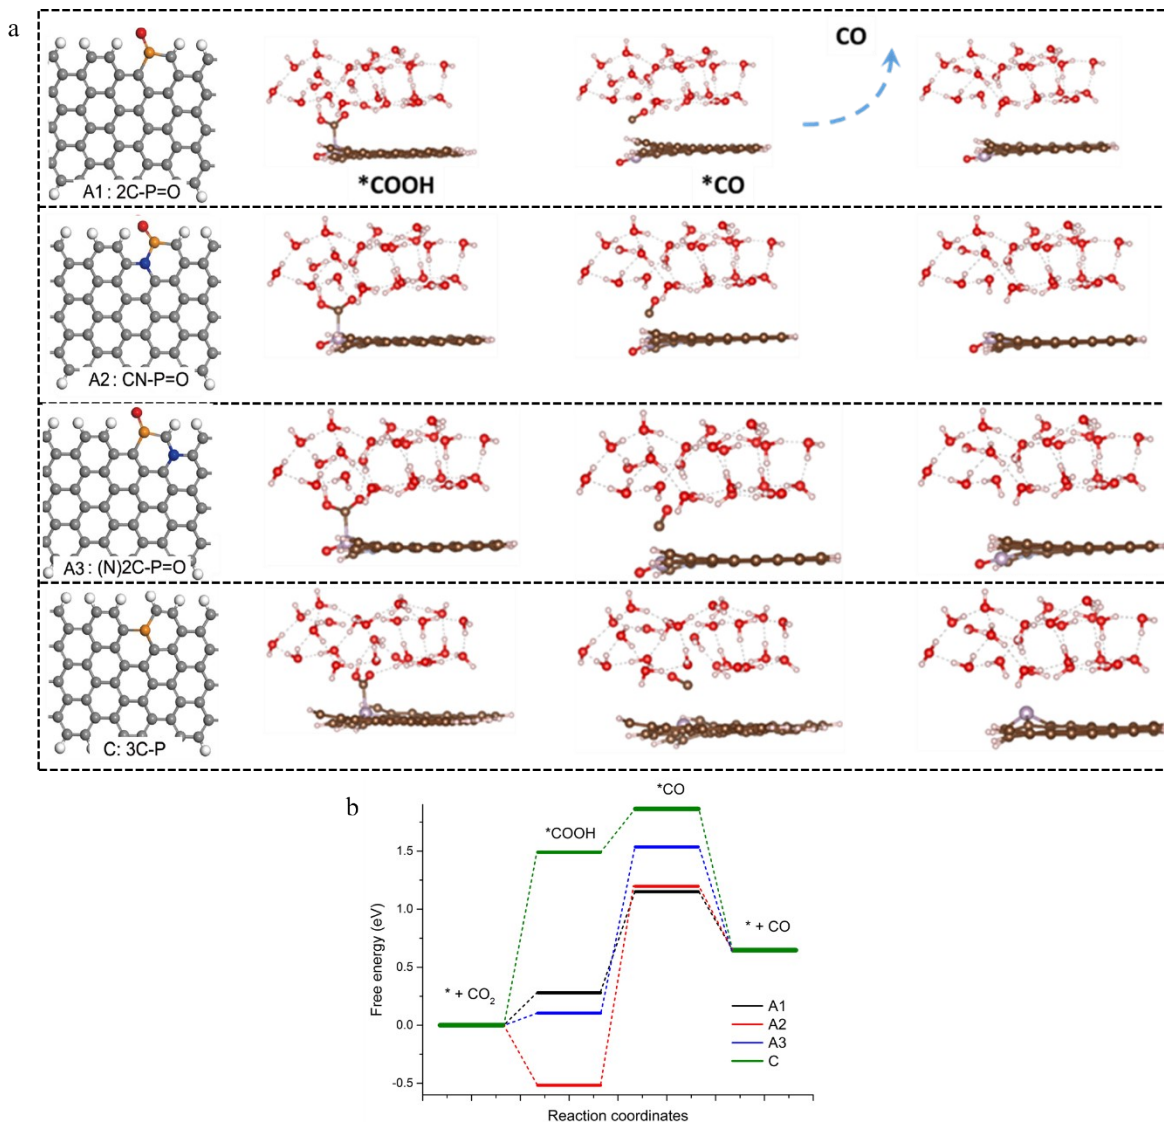 a
CO
A1: 2C-P=O
*COOH
*CO
A2: CN-P=O
A3: (N)2C-P=O
C: 3C-P
b
*CO
*COOH
1.5
1.0
* + CO
0.5
* + CO₂
0.0
-0.5
A1
A2
A3
C
Free energy (eV)
Reaction coordinates